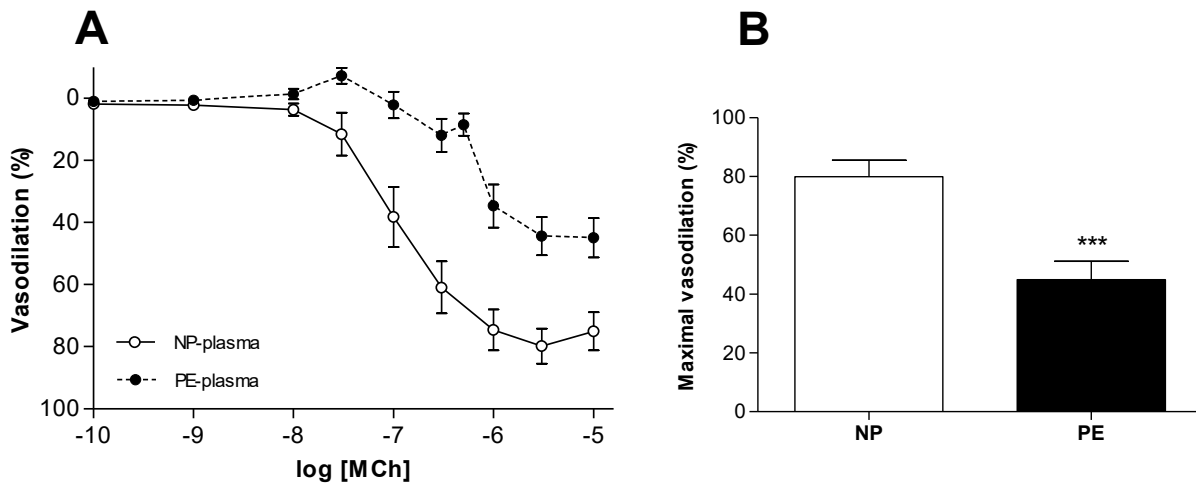 A
Vasodilation (%)
0
20
40
60
80
100
NP-plasma
PE-plasma
-10 -9 -8 -7 -6 -5
log [MCh]
B
Maximal vasodilation (%)
100
80
60
40
20
0
***
NP PE